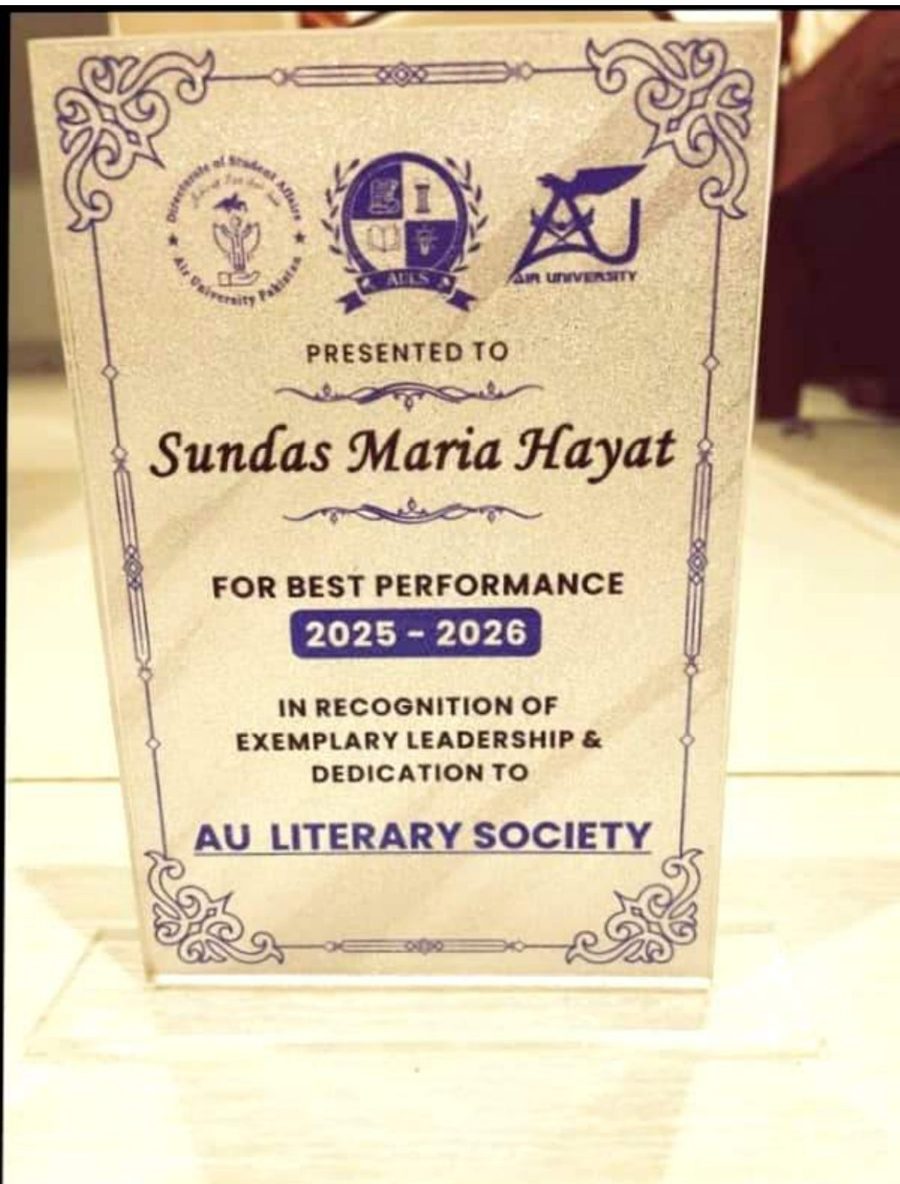 Directorate of Student Affairs
Air University Pakistan
AULS
AIR UNIVERSITY
PRESENTED TO
Sundas Maria Hayat
FOR BEST PERFORMANCE
2025 - 2026
IN RECOGNITION OF
EXEMPLARY LEADERSHIP &
DEDICATION TO
AU LITERARY SOCIETY